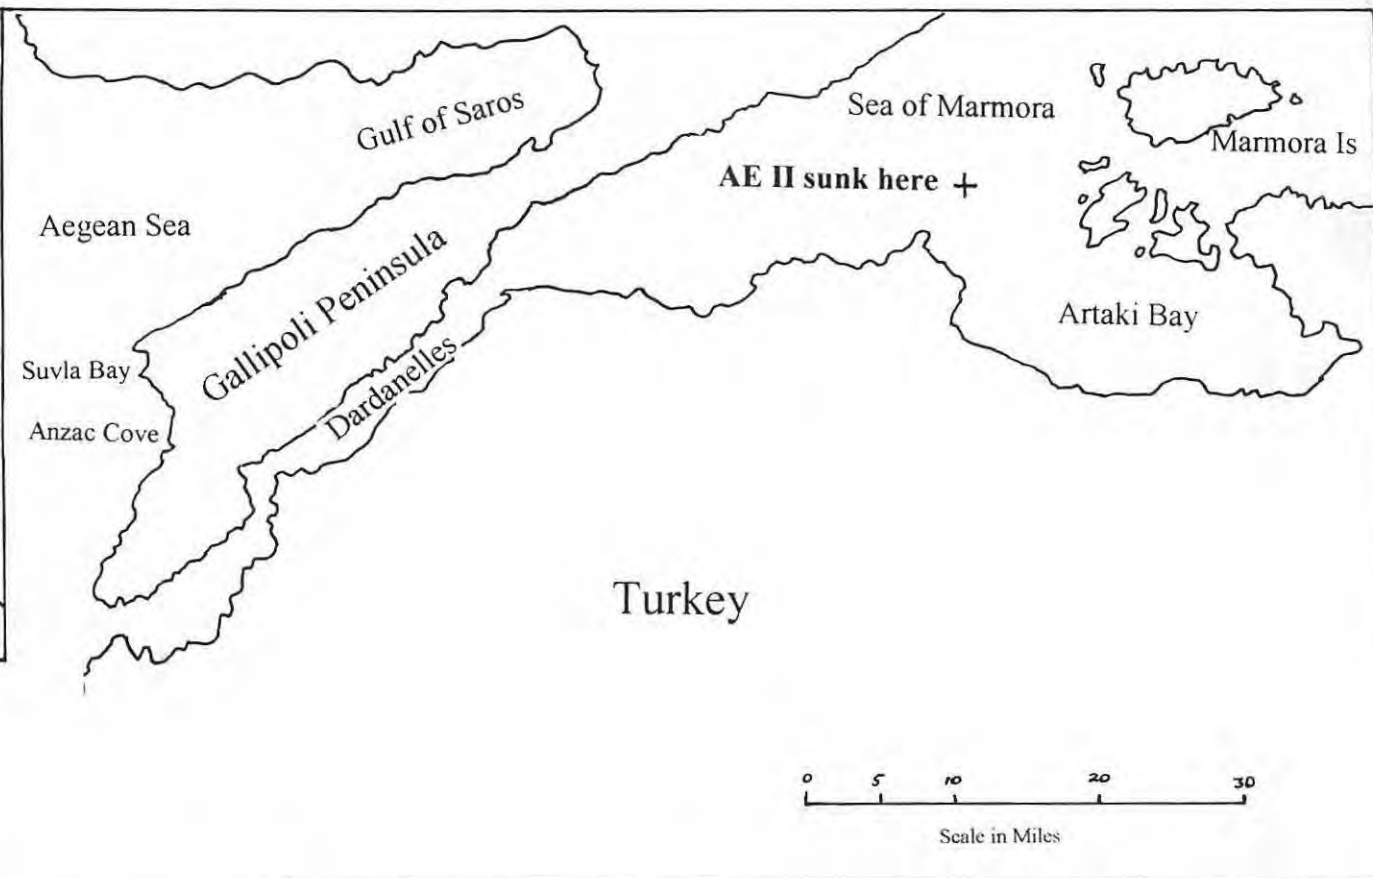 Gulf of Saros
Sea of Marmora
Marmora Is
AE II sunk here
Aegean Sea
Gallipoli Peninsula
Artaki Bay
Suvla Bay
Dardanelles
Anzac Cove
Turkey
0 5 10 20 30
Scale in Miles